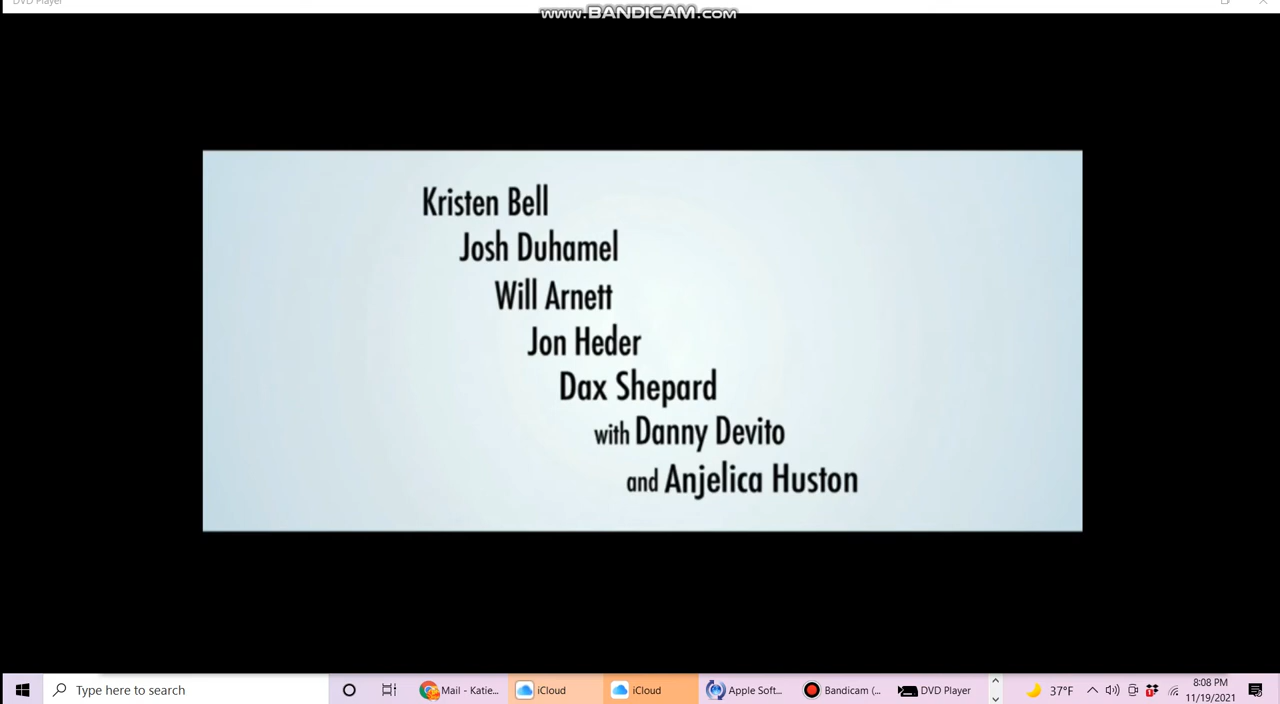 DVD Player
www.BANDICAM.COM
Kristen Bell
Josh Duhamel
Will Arnett
Jon Heder
Dax Shepard
with Danny Devito
and Anjelica Huston
Type here to search
Mail - Katie...
iCloud
iCloud
Apple Soft...
Bandicam (...
DVD Player
37°F
8:08 PM
11/19/2021